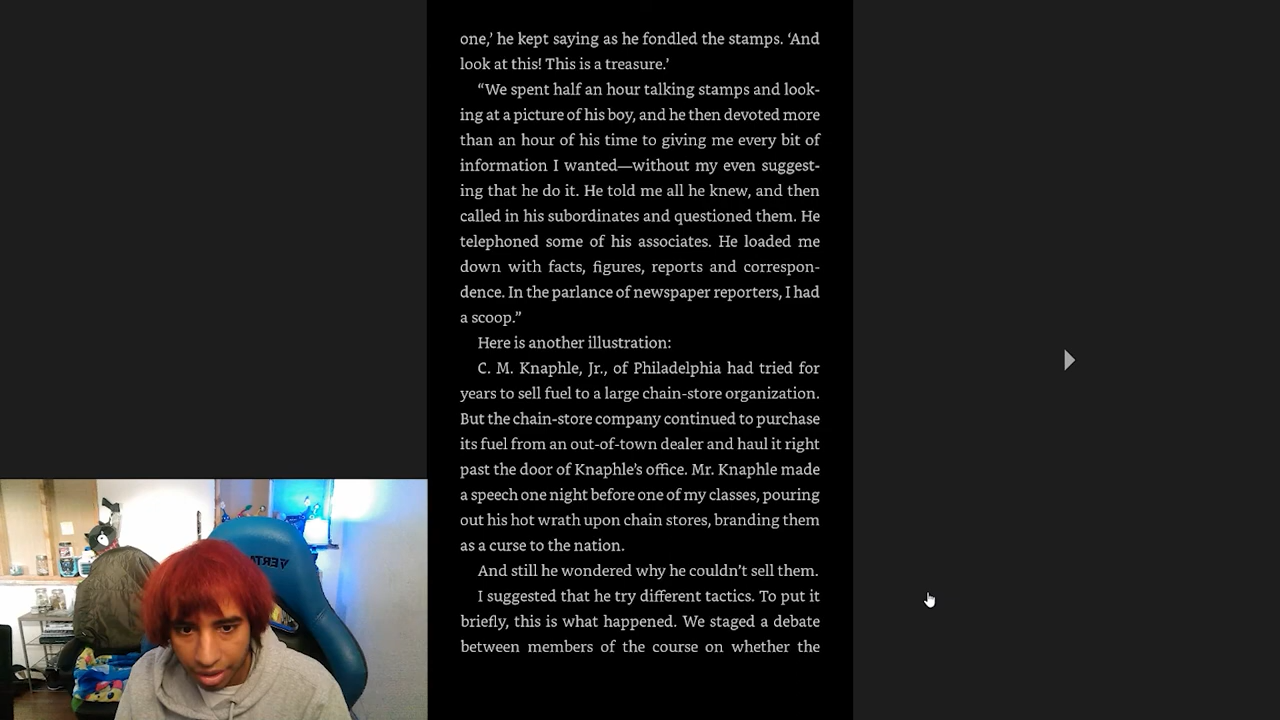 one,’ he kept saying as he fondled the stamps. ‘And
look at this! This is a treasure.’
“We spent half an hour talking stamps and look-
ing at a picture of his boy, and he then devoted more
than an hour of his time to giving me every bit of
information I wanted—without my even suggest-
ing that he do it. He told me all he knew, and then
called in his subordinates and questioned them. He
telephoned some of his associates. He loaded me
down with facts, figures, reports and correspon-
dence. In the parlance of newspaper reporters, I had
a scoop.”
Here is another illustration:
C. M. Knaphle, Jr., of Philadelphia had tried for
years to sell fuel to a large chain-store organization.
But the chain-store company continued to purchase
its fuel from an out-of-town dealer and haul it right
past the door of Knaphle’s office. Mr. Knaphle made
a speech one night before one of my classes, pouring
out his hot wrath upon chain stores, branding them
as a curse to the nation.
And still he wondered why he couldn’t sell them.
I suggested that he try different tactics. To put it
briefly, this is what happened. We staged a debate
between members of the course on whether the
VERTA